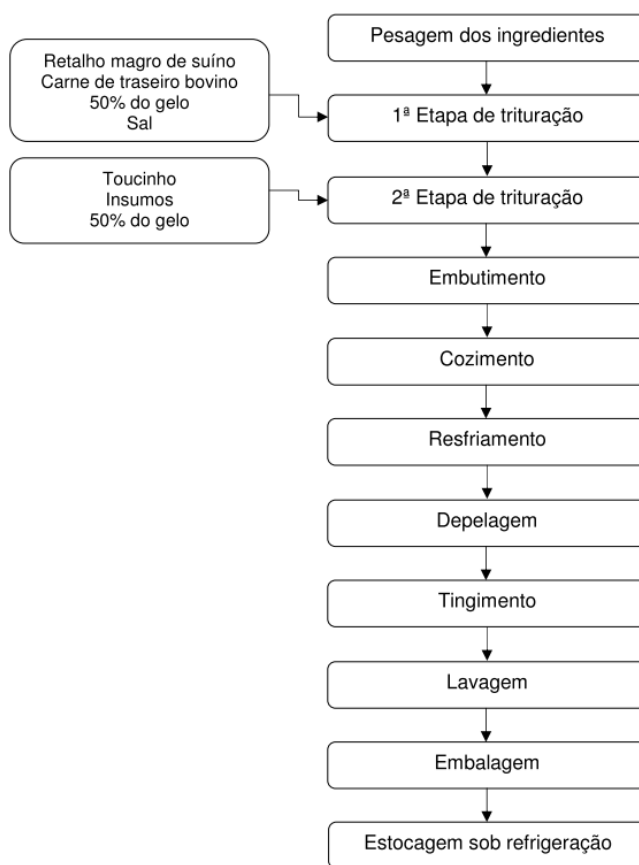 Pesagem dos ingredientes
Retalho magro de suíno
Carne de traseiro bovino
50% do gelo
Sal
1ª Etapa de trituração
Toucinho
Insumos
50% do gelo
2ª Etapa de trituração
Embutimento
Cozimento
Resfriamento
Depelagem
Tingimento
Lavagem
Embalagem
Estocagem sob refrigeração